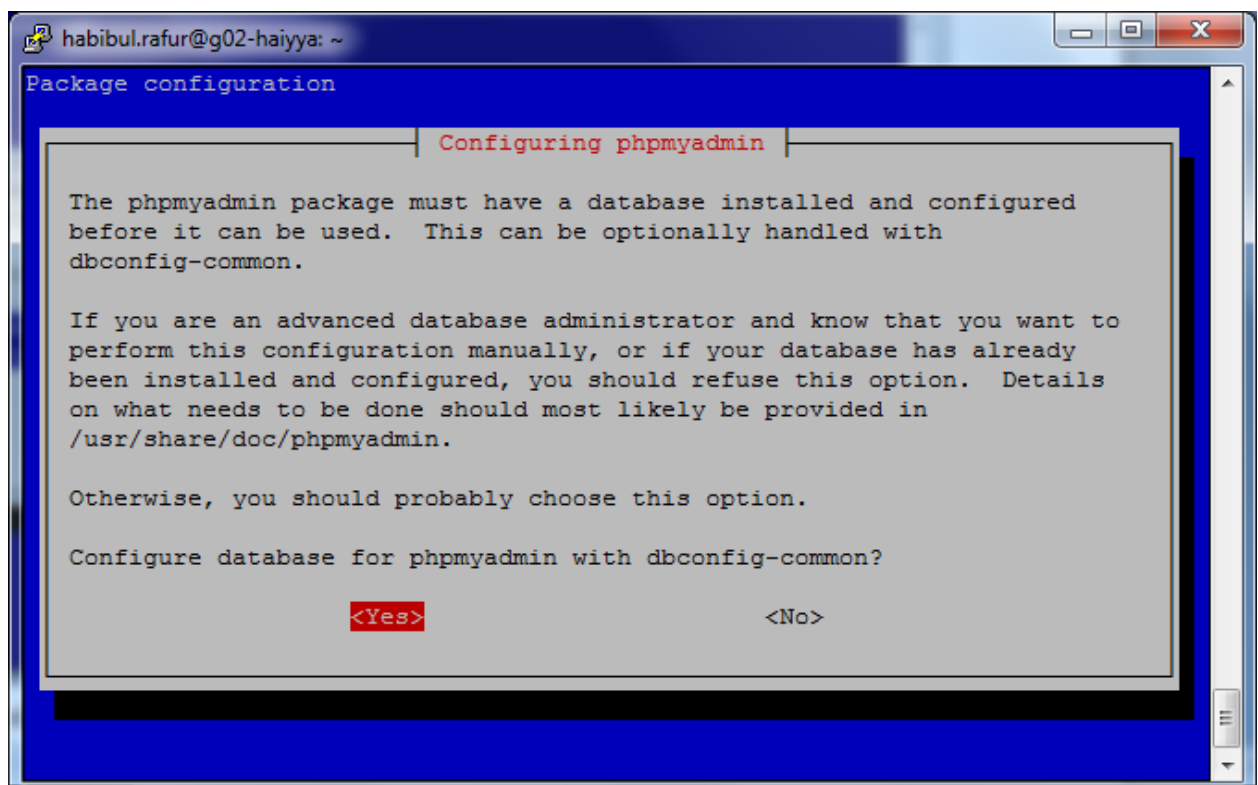 habibul.rafur@g02-haiyya: ~
Package configuration
Configuring phpmyadmin
The phpmyadmin package must have a database installed and configured
before it can be used.  This can be optionally handled with
dbconfig-common.
If you are an advanced database administrator and know that you want to
perform this configuration manually, or if your database has already
been installed and configured, you should refuse this option.  Details
on what needs to be done should most likely be provided in
/usr/share/doc/phpmyadmin.
Otherwise, you should probably choose this option.
Configure database for phpmyadmin with dbconfig-common?
<Yes> <No>